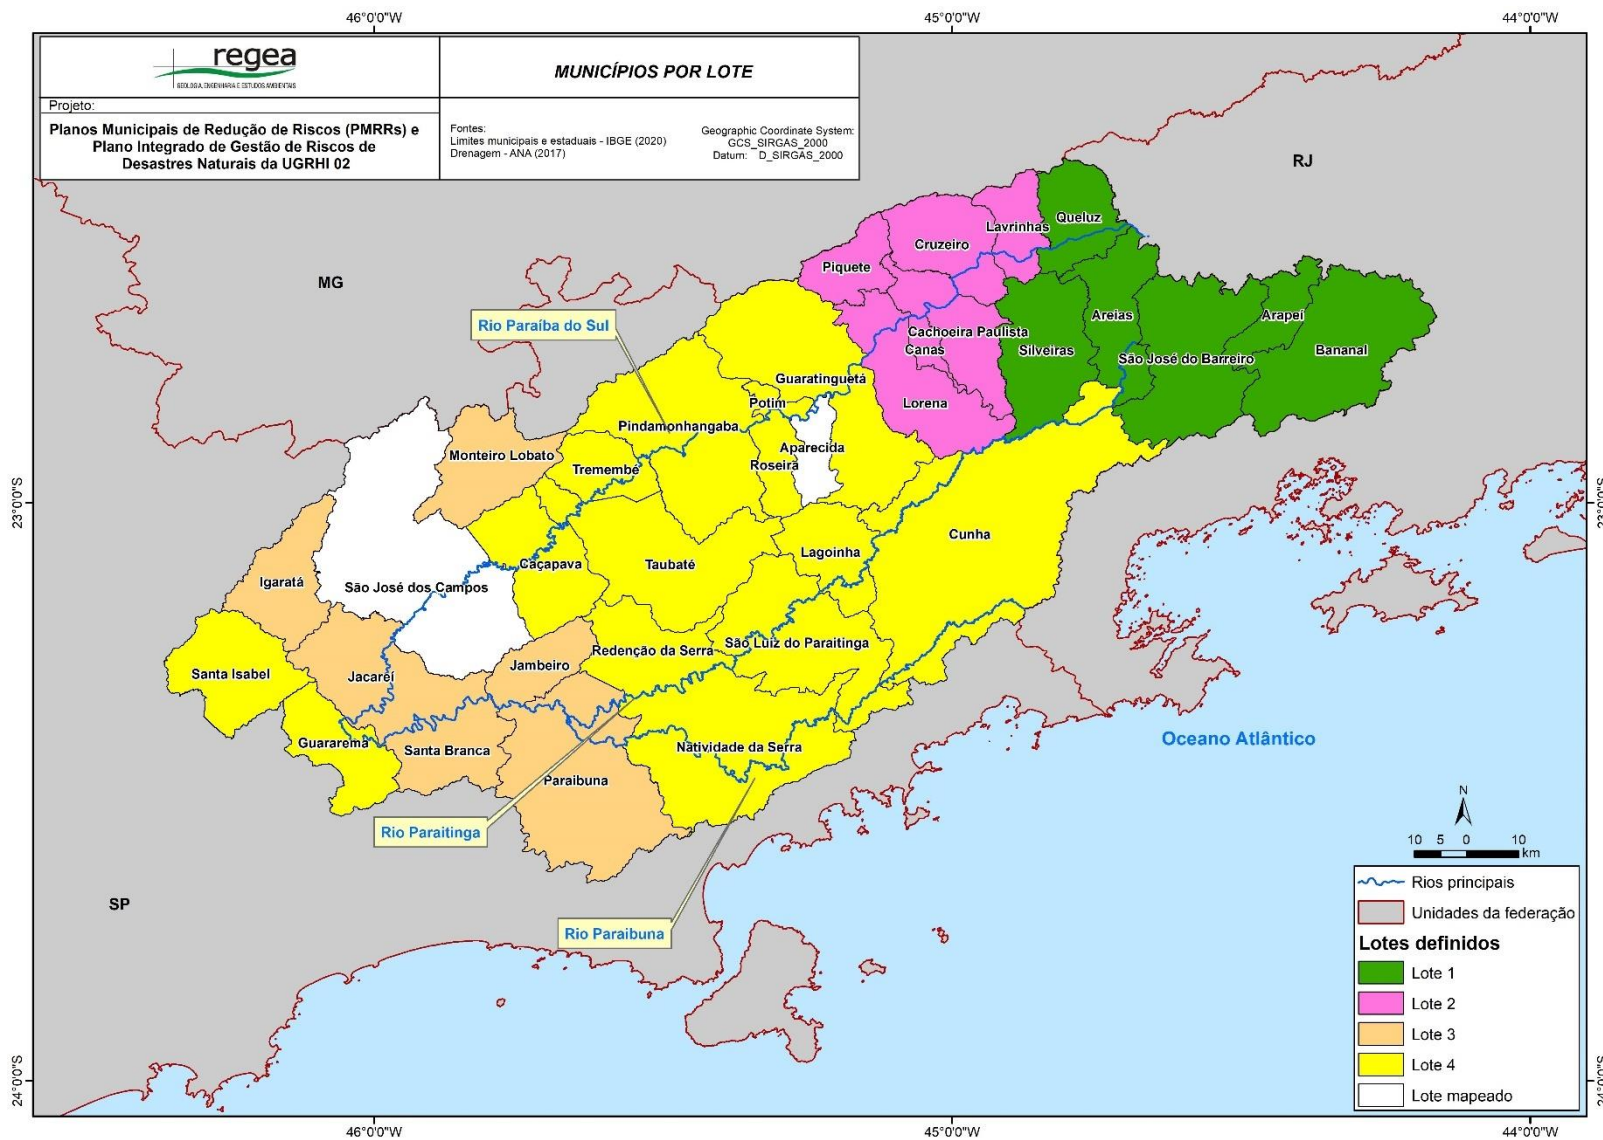 46°0'0"W
45°0'0"W
44°0'0"W
regea
GEOLOGIA, ENGENHARIA E ESTUDOS AMBIENTAIS
MUNICÍPIOS POR LOTE
Projeto:
Planos Municipais de Redução de Riscos (PMRRs) e
Plano Integrado de Gestão de Riscos de
Desastres Naturais da UGRHI 02
Fontes:
Limites municipais e estaduais - IBGE (2020)
Drenagem - ANA (2017)
Geographic Coordinate System:
GCS_SIRGAS_2000
Datum: D_SIRGAS_2000
RJ
MG
Queluz
Lavrinhas
Cruzeiro
Piquete
Areias
Arapeí
Rio Paraíba do Sul
Cachoeira Paulista
Canas
Silveiras
São José do Barreiro
Bananal
Guaratinguetá
Potim
Lorena
Pindamonhangaba
Aparecida
Monteiro Lobato
Tremembé
Roseira
23°0'0"S
23°0'0"S
Cunha
Lagoinha
Caçapava
Taubaté
Igaratá
São José dos Campos
São Luiz do Paraitinga
Redenção da Serra
Jambeiro
Santa Isabel
Jacareí
Guararema
Santa Branca
Natividade da Serra
Paraibuna
Oceano Atlântico
Rio Paraitinga
Rio Paraibuna
SP
N
10 5 0 10
km
Rios principais
Unidades da federação
Lotes definidos
Lote 1
Lote 2
Lote 3
Lote 4
Lote mapeado
24°0'0"S
24°0'0"S
46°0'0"W
45°0'0"W
44°0'0"W